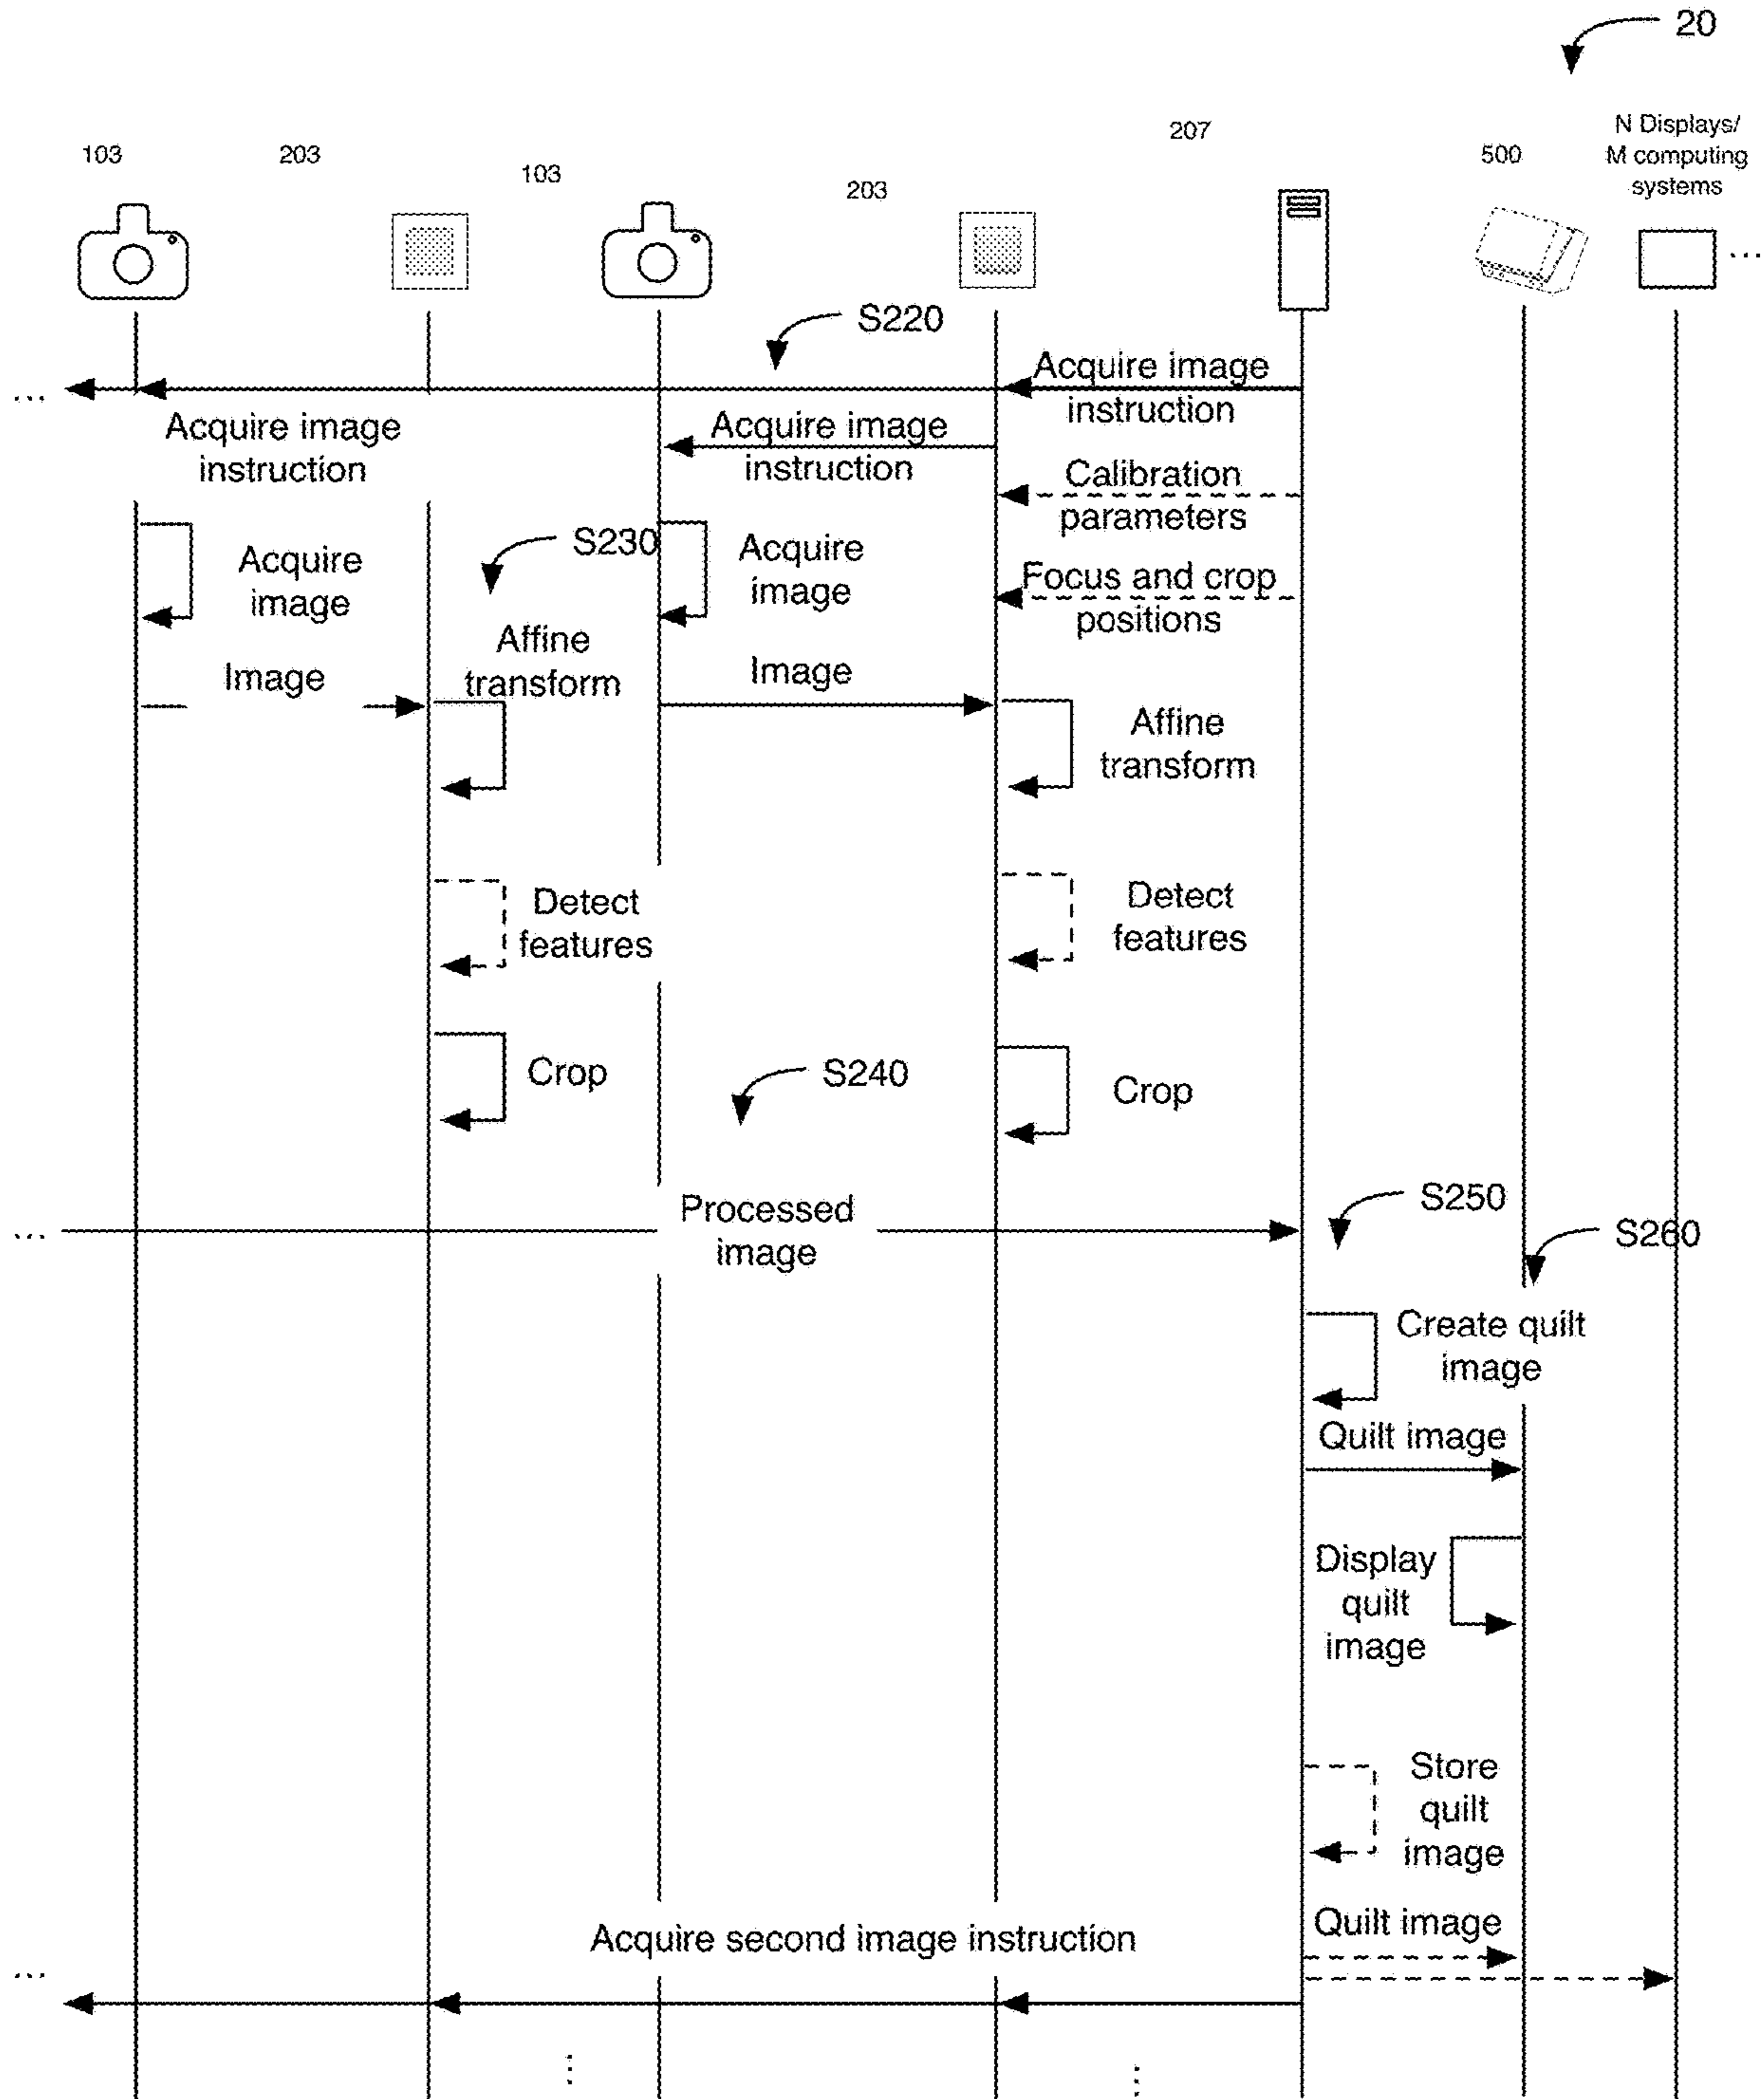 20
N Displays/
M computing
systems
207
103
203
103
203
500
...
S220
Acquire image
instruction
...
Acquire image
instruction
Acquire image
instruction
Calibration
parameters
S230
Acquire
image
Acquire
image
Focus and crop
positions
Affine
transform
Image
Image
Affine
transform
Detect
features
Detect
features
Crop
S240
Crop
S250
Processed
image
...
S260
Create quilt
image
Quilt image
Display
quilt
image
Store
quilt
image
Quilt image
Acquire second image instruction
...
...
...